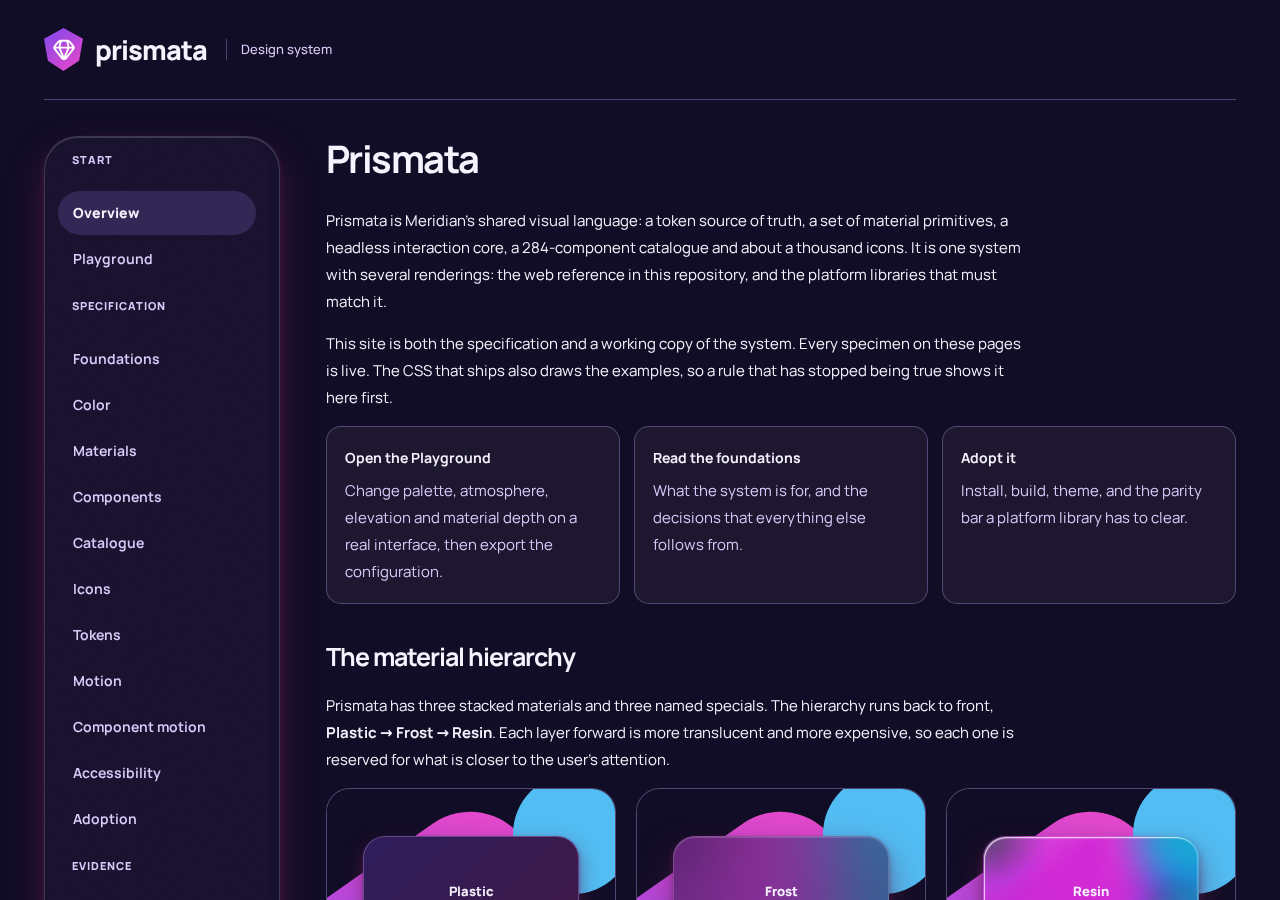 prismata
Design system
START
Overview
Playground
SPECIFICATION
Foundations
Color
Materials
Components
Catalogue
Icons
Tokens
Motion
Component motion
Accessibility
Adoption
EVIDENCE
Prismata
Prismata is Meridian's shared visual language: a token source of truth, a set of material primitives, a
headless interaction core, a 284-component catalogue and about a thousand icons. It is one system
with several renderings: the web reference in this repository, and the platform libraries that must
match it.
This site is both the specification and a working copy of the system. Every specimen on these pages
is live. The CSS that ships also draws the examples, so a rule that has stopped being true shows it
here first.
Open the Playground
Change palette, atmosphere,
elevation and material depth on a
real interface, then export the
configuration.
Read the foundations
What the system is for, and the
decisions that everything else
follows from.
Adopt it
Install, build, theme, and the parity
bar a platform library has to clear.
The material hierarchy
Prismata has three stacked materials and three named specials. The hierarchy runs back to front,
Plastic → Frost → Resin. Each layer forward is more translucent and more expensive, so each one is
reserved for what is closer to the user's attention.
Plastic
Frost
Resin